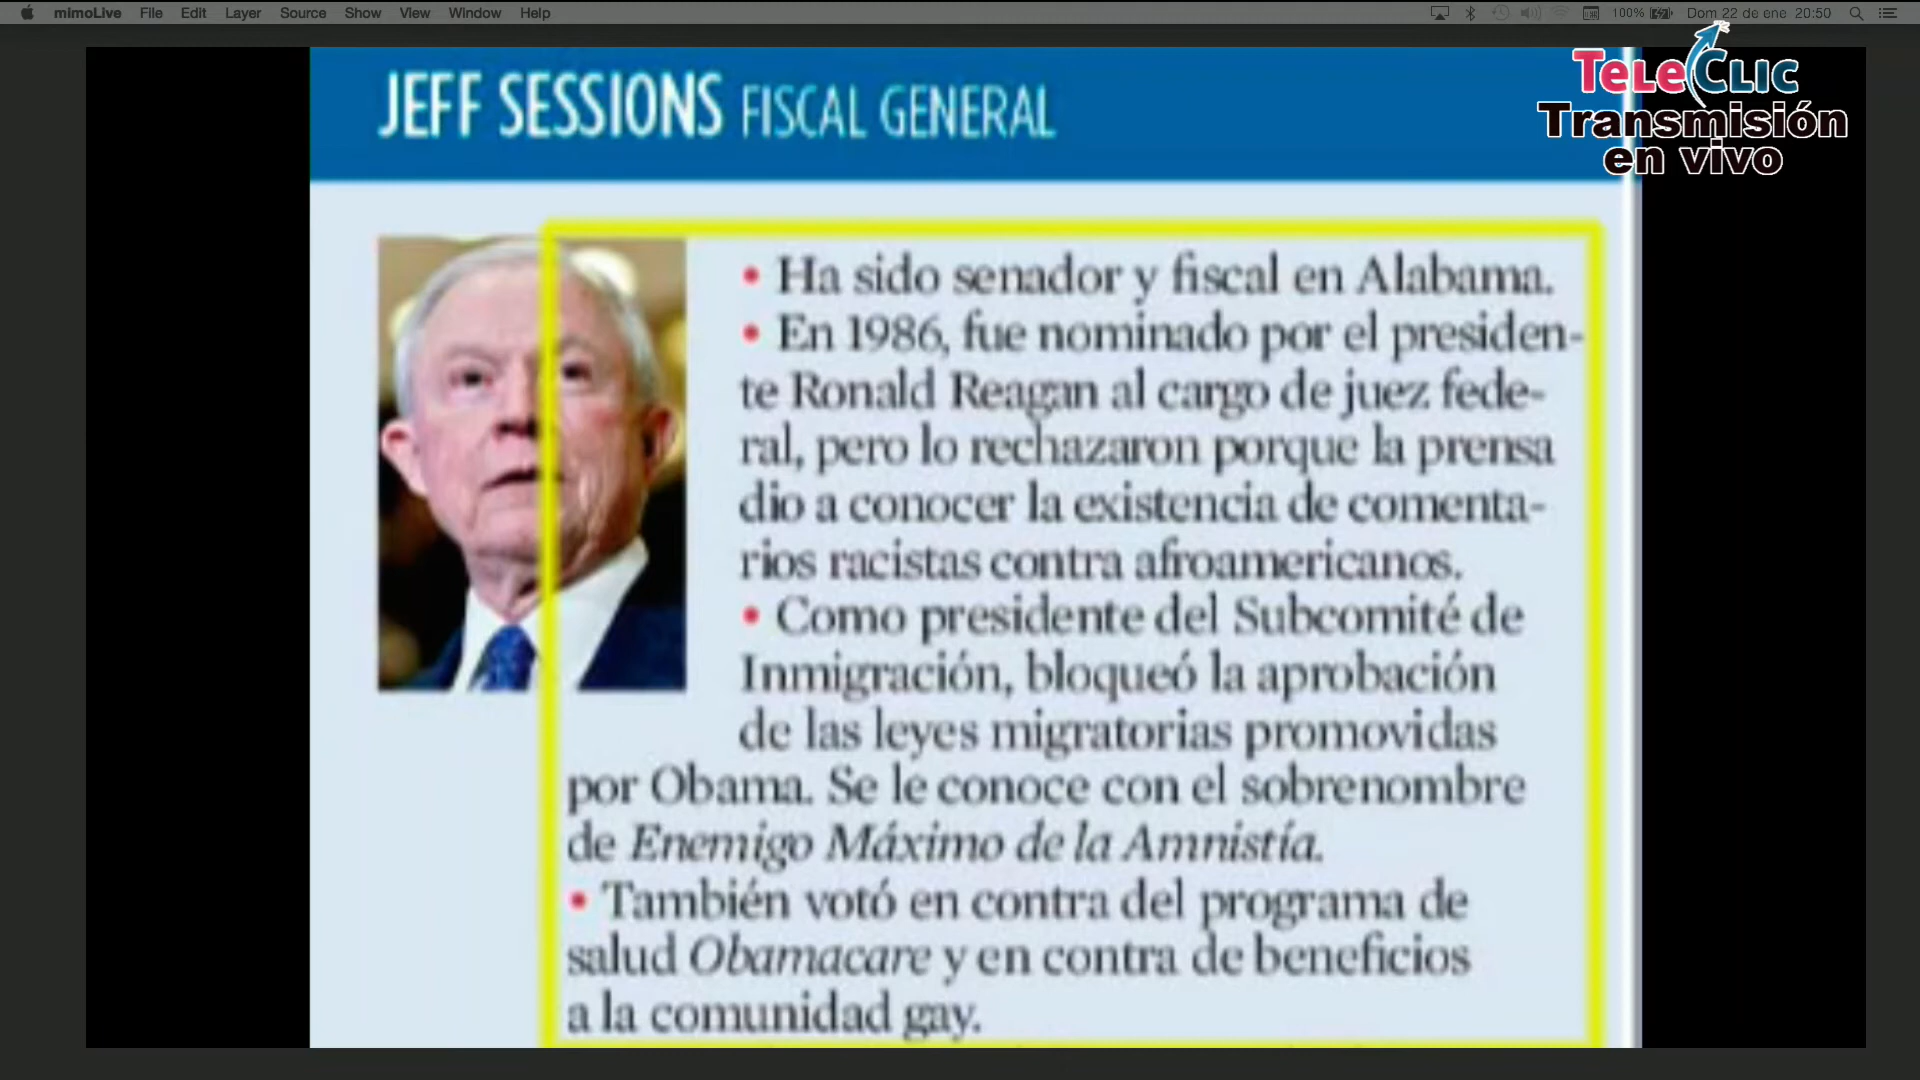 mimoLive File Edit Layer Source Show View Window Help 100% Dom 22 de ene 20:50
TELECLIC
Transmisión
en vivo
JEFF SESSIONS FISCAL GENERAL
• Ha sido senador y fiscal en Alabama.
• En 1986, fue nominado por el presiden-
te Ronald Reagan al cargo de juez fede-
ral, pero lo rechazaron porque la prensa
dio a conocer la existencia de comenta-
rios racistas contra afroamericanos.
• Como presidente del Subcomité de
Inmigración, bloqueó la aprobación
de las leyes migratorias promovidas
por Obama. Se le conoce con el sobrenombre
de Enemigo Máximo de la Amnistía.
• También votó en contra del programa de
salud Obamacare y en contra de beneficios
a la comunidad gay.